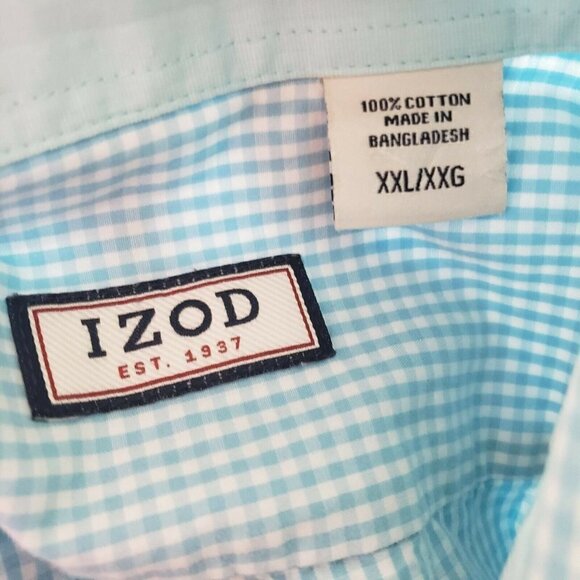 100% COTTON
MADE IN
BANGLADESH
XXL/XXG
IZOD
EST. 1937